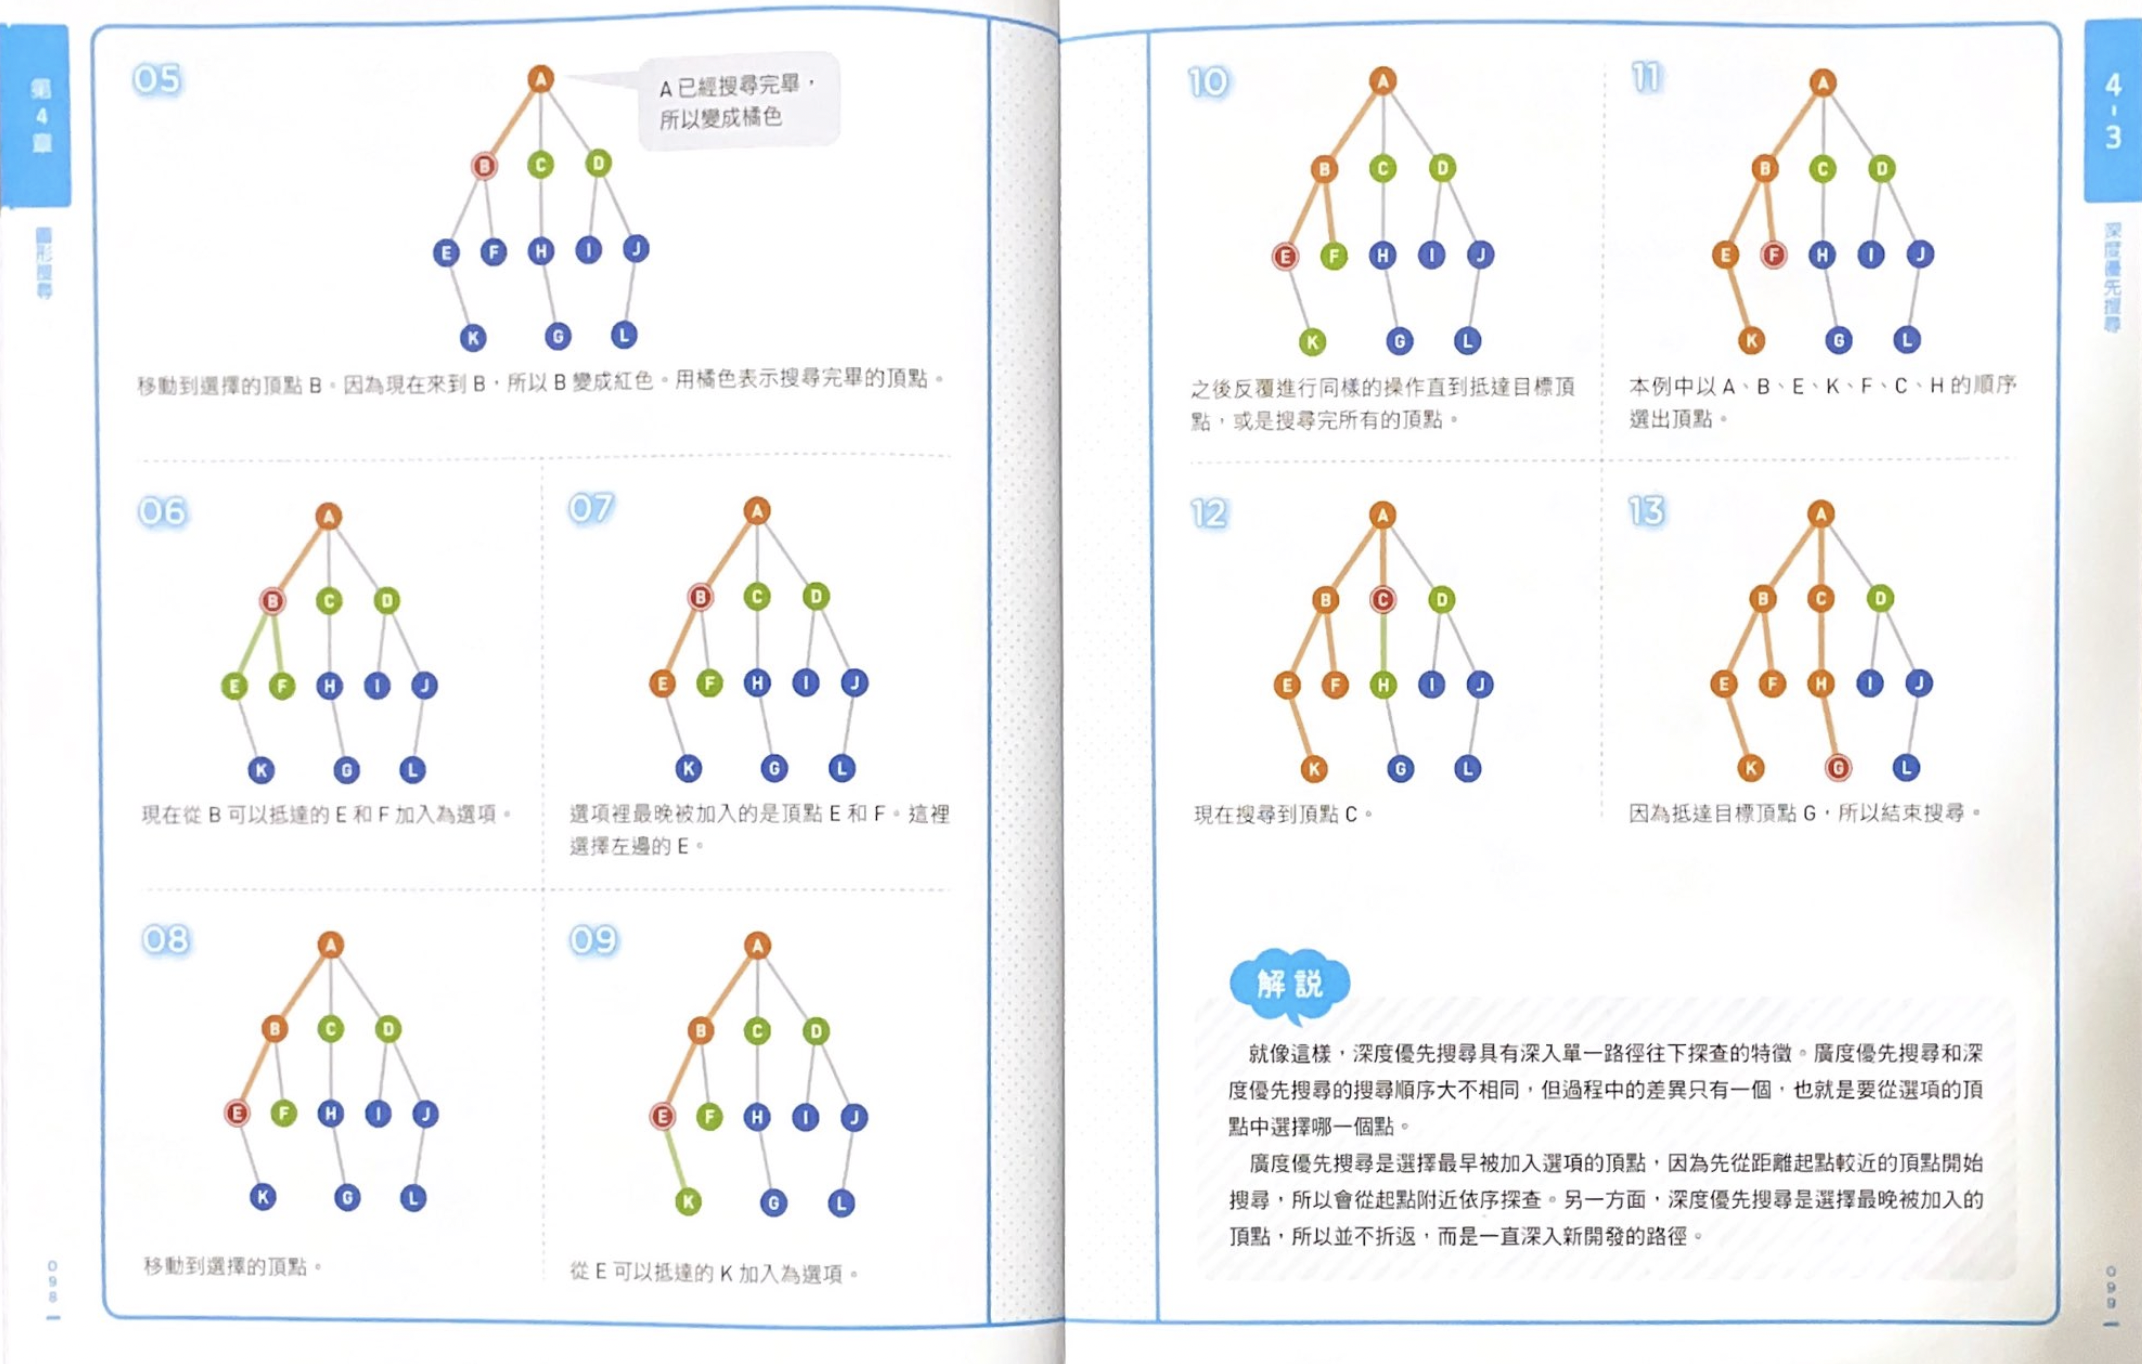 第4章
圖形搜尋
05
A
B
C
D
E
F
H
I
J
K
G
L
A 已經搜尋完畢，
所以變成橘色
移動到選擇的頂點 B。因為現在來到 B，所以 B 變成紅色。用橘色表示搜尋完畢的頂點。
06
A
B
C
D
E
F
H
I
J
K
G
L
現在從 B 可以抵達的 E 和 F 加入為選項。
07
A
B
C
D
E
F
H
I
J
K
G
L
選項裡最晚被加入的是頂點 E 和 F。這裡
選擇左邊的 E。
08
A
B
C
D
E
F
H
I
J
K
G
L
移動到選擇的頂點。
09
A
B
C
D
E
F
H
I
J
K
G
L
從 E 可以抵達的 K 加入為選項。
098
10
A
B
C
D
E
F
H
I
J
K
G
L
之後反覆進行同樣的操作直到抵達目標頂
點，或是搜尋完所有的頂點。
11
A
B
C
D
E
F
H
I
J
K
G
L
本例中以 A、B、E、K、F、C、H 的順序
選出頂點。
12
A
B
C
D
E
F
H
I
J
K
G
L
現在搜尋到頂點 C。
13
A
B
C
D
E
F
H
I
J
K
G
L
因為抵達目標頂點 G，所以結束搜尋。
解說
就像這樣，深度優先搜尋具有深入單一路徑往下探查的特徵。廣度優先搜尋和深
度優先搜尋的搜尋順序大不相同，但過程中的差異只有一個，也就是要從選項的頂
點中選擇哪一個點。
廣度優先搜尋是選擇最早被加入選項的頂點，因為先從距離起點較近的頂點開始
搜尋，所以會從起點附近依序探查。另一方面，深度優先搜尋是選擇最晚被加入的
頂點，所以並不折返，而是一直深入新開發的路徑。
4-3
深度優先搜尋
099